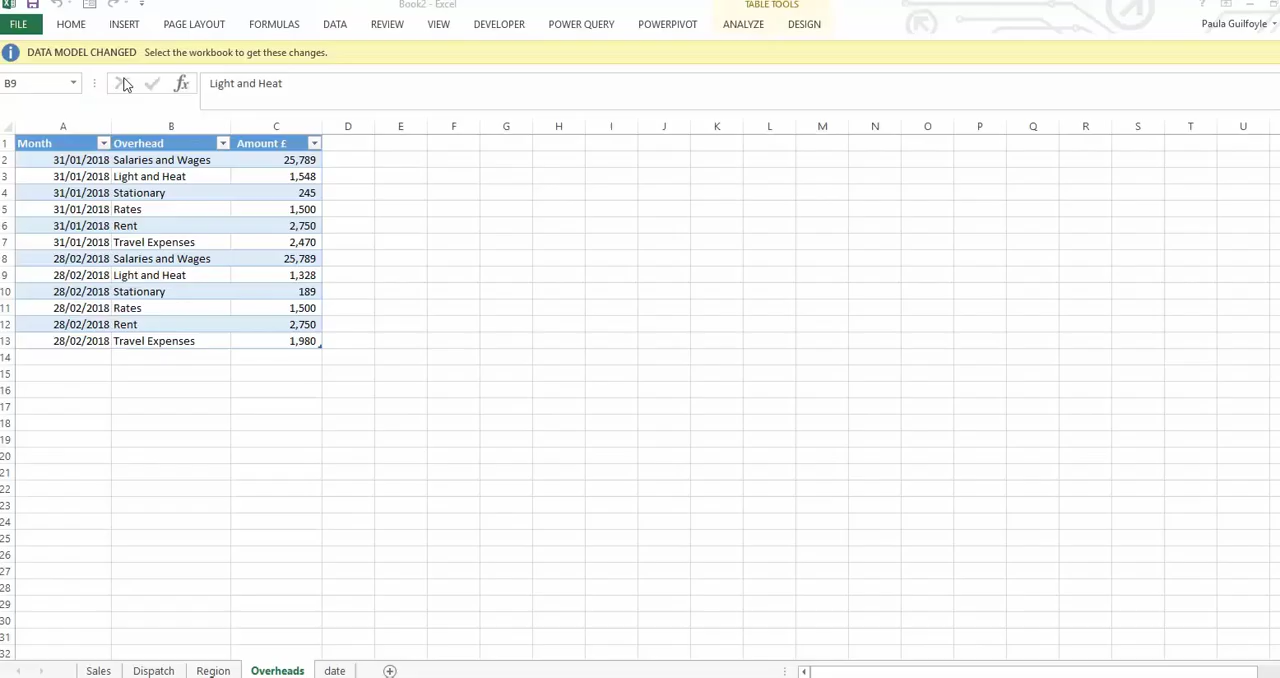 Book2 - Excel
TABLE TOOLS
FILE HOME INSERT PAGE LAYOUT FORMULAS DATA REVIEW VIEW DEVELOPER POWER QUERY POWERPIVOT ANALYZE DESIGN Paula Guilfoyle
DATA MODEL CHANGED Select the workbook to get these changes.
B9 fx Light and Heat
A B C D E F G H I J K L M N O P Q R S T U
1 Month Overhead Amount £
2 31/01/2018 Salaries and Wages 25,789
3 31/01/2018 Light and Heat 1,548
4 31/01/2018 Stationary 245
5 31/01/2018 Rates 1,500
6 31/01/2018 Rent 2,750
7 31/01/2018 Travel Expenses 2,470
8 28/02/2018 Salaries and Wages 25,789
9 28/02/2018 Light and Heat 1,328
10 28/02/2018 Stationary 189
11 28/02/2018 Rates 1,500
12 28/02/2018 Rent 2,750
13 28/02/2018 Travel Expenses 1,980
14
15
16
17
18
19
20
21
22
23
24
25
26
27
28
29
30
31
32
Sales Dispatch Region Overheads date